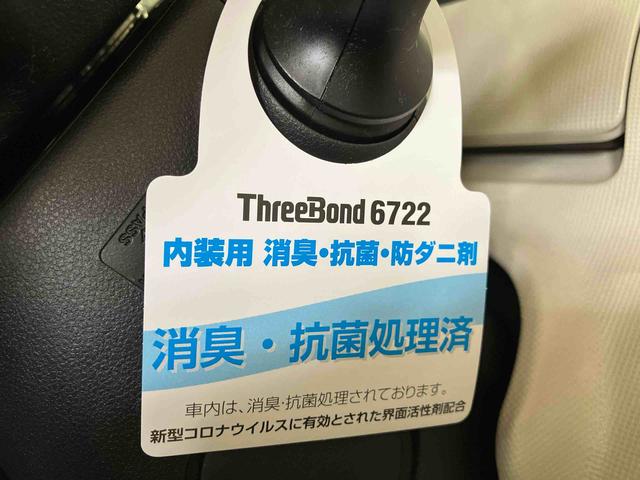 ThreeBond 6722
内装用 消臭・抗菌・防ダニ剤
消臭・抗菌処理済
車内は、消臭・抗菌処理されております。
新型コロナウイルスに有効とされた界面活性剤配合